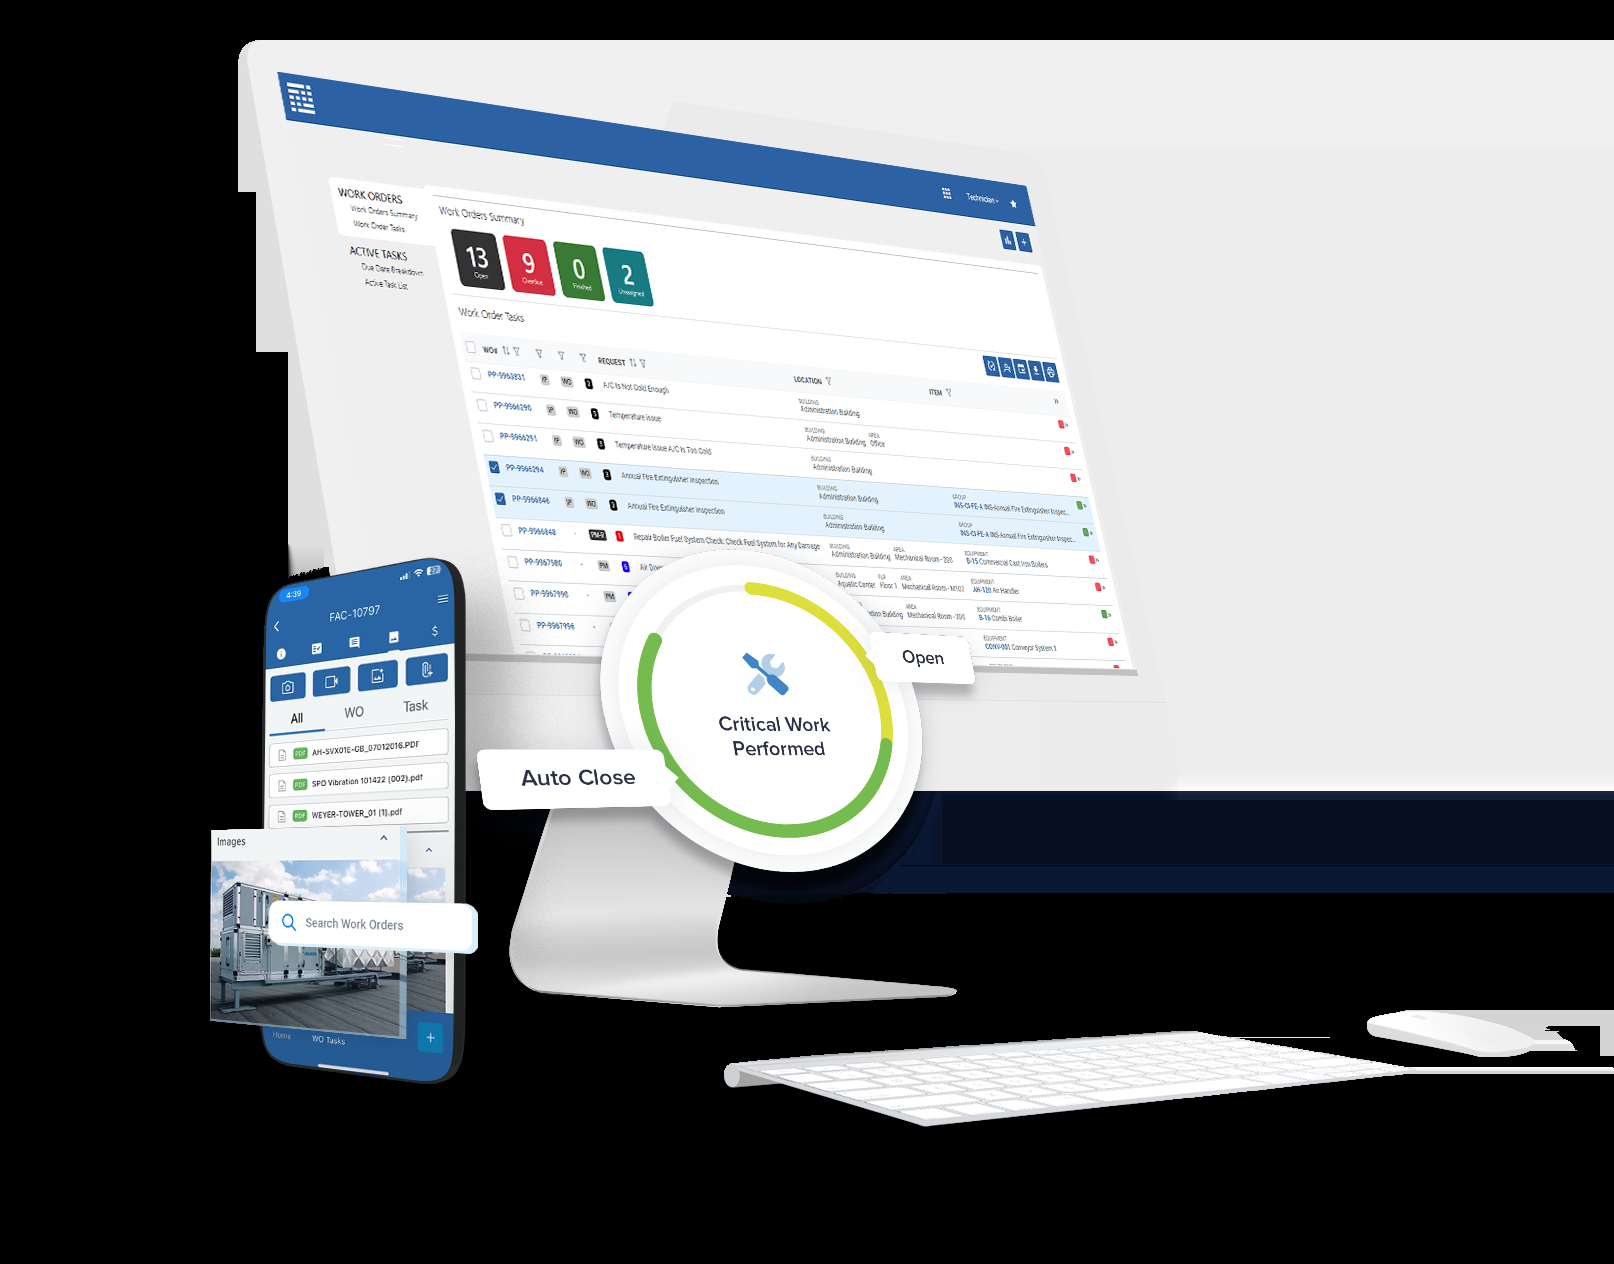 Technician
WORK ORDERS
Work Orders Summary
Work Order Tasks
ACTIVE TASKS
Due Date Breakdown
Active Task List
Work Orders Summary
13 Open
9 Overdue
0 Finished
2 Unassigned
Work Order Tasks
WO# REQUEST LOCATION ITEM
PP-9963831 WO A/C Is Not Cold Enough BUILDING Administration Building
PP-9966290 WO Temperature Issue BUILDING Administration Building AREA Office
PP-9966291 WO Temperature Issue A/C Is Too Cold BUILDING Administration Building
PP-9966294 WO Annual Fire Extinguisher Inspection BUILDING Administration Building GROUP INS-CI-FE-A INS-Annual Fire Extinguisher Inspec...
PP-9966846 WO Annual Fire Extinguisher Inspection BUILDING Administration Building GROUP INS-CI-FE-A INS-Annual Fire Extinguisher Inspec...
PP-9966848 - PM-R 1 Repair Boiler Fuel System Check: Check Fuel System for Any Damage BUILDING Administration Building AREA Mechanical Room - 200 EQUIPMENT B-15 Commercial Cast Iron Boilers
PP-9967980 - PM 5 BUILDING Aquatic Center FLR Floor 1 AREA Mechanical Room - M102 EQUIPMENT AH-120 Air Handler
PP-9967990 - PM Building AREA Mechanical Room - 200 EQUIPMENT B-16 Combi Boiler
PP-9967996 - EQUIPMENT CONV-001 Conveyor System 1
Critical Work
Performed
Open
Auto Close
4:39
FAC-10797
All WO Task
PDF AH-SVX01E-GB_07012016.PDF
PDF SPO Vibration 101422 (002).pdf
PDF WEYER-TOWER_01 (1).pdf
Images
Search Work Orders
Home WO Tasks